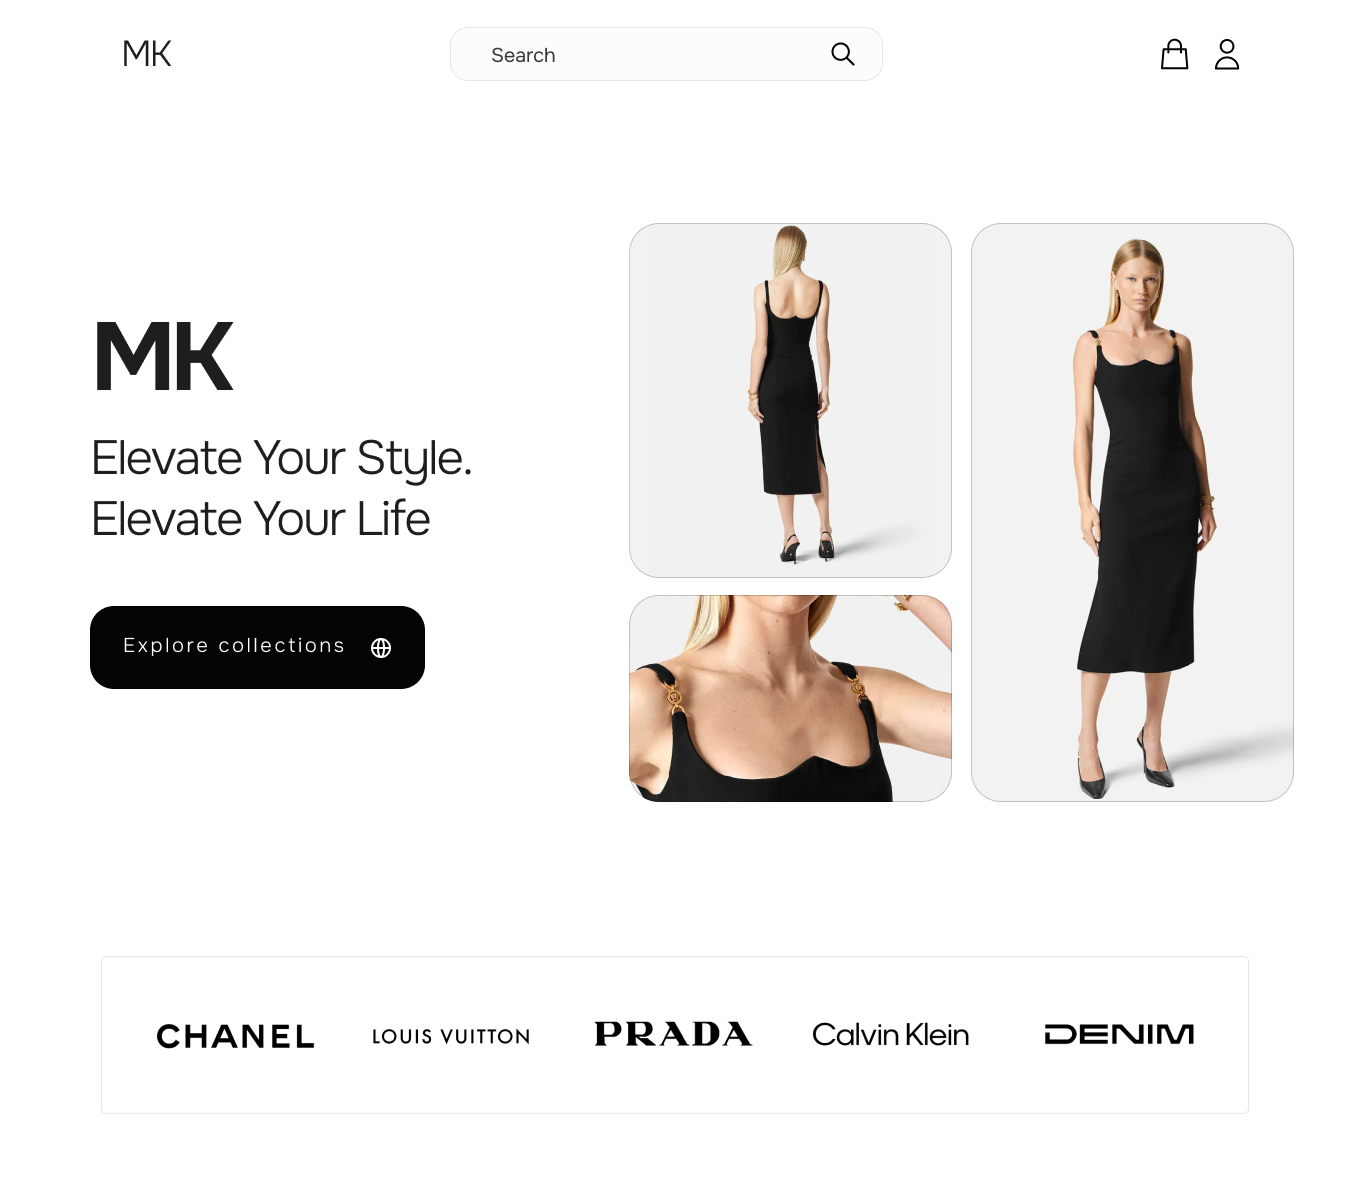 MK
Search
MK
Elevate Your Style.
Elevate Your Life
Explore collections
CHANEL
LOUIS VUITTON
PRADA
Calvin Klein
DENIM